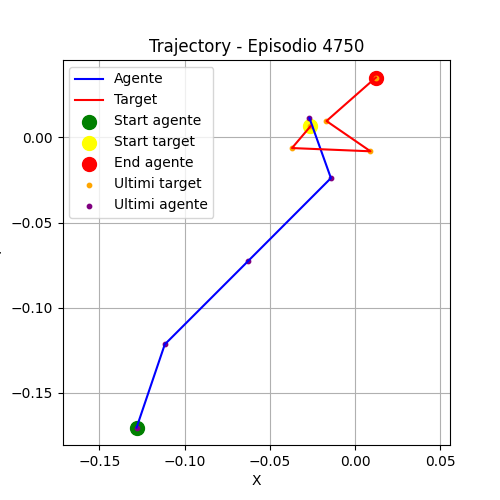 Trajectory - Episodio 4750
Agente
Target
Start agente
Start target
End agente
Ultimi target
Ultimi agente
0.00
−0.05
−0.10
−0.15
−0.15
−0.10
−0.05
0.00
0.05
X